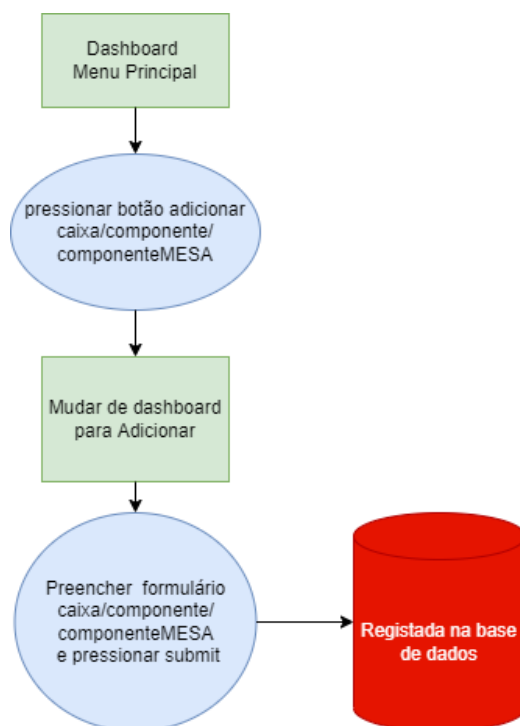 Dashboard
Menu Principal
pressionar botão adicionar
caixa/componente/
componenteMESA
Mudar de dashboard
para Adicionar
Preencher formulário
caixa/componente/
componenteMESA
e pressionar submit
Registada na base
de dados